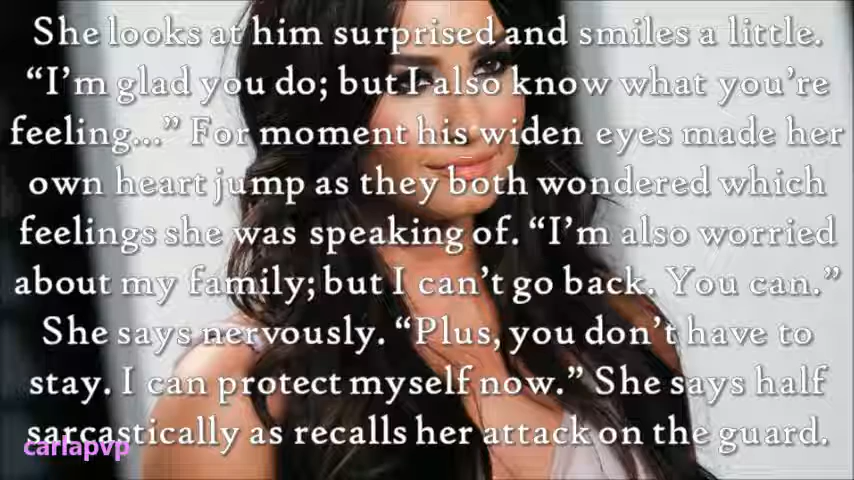 She looks at him surprised and smiles a little.
“I’m glad you do; but I also know what you’re
feeling...” For moment his widen eyes made her
own heart jump as they both wondered which
feelings she was speaking of. “I’m also worried
about my family; but I can’t go back. You can.”
She says nervously. “Plus, you don’t have to
stay. I can protect myself now.” She says half
sarcastically as recalls her attack on the guard.
carlapvp